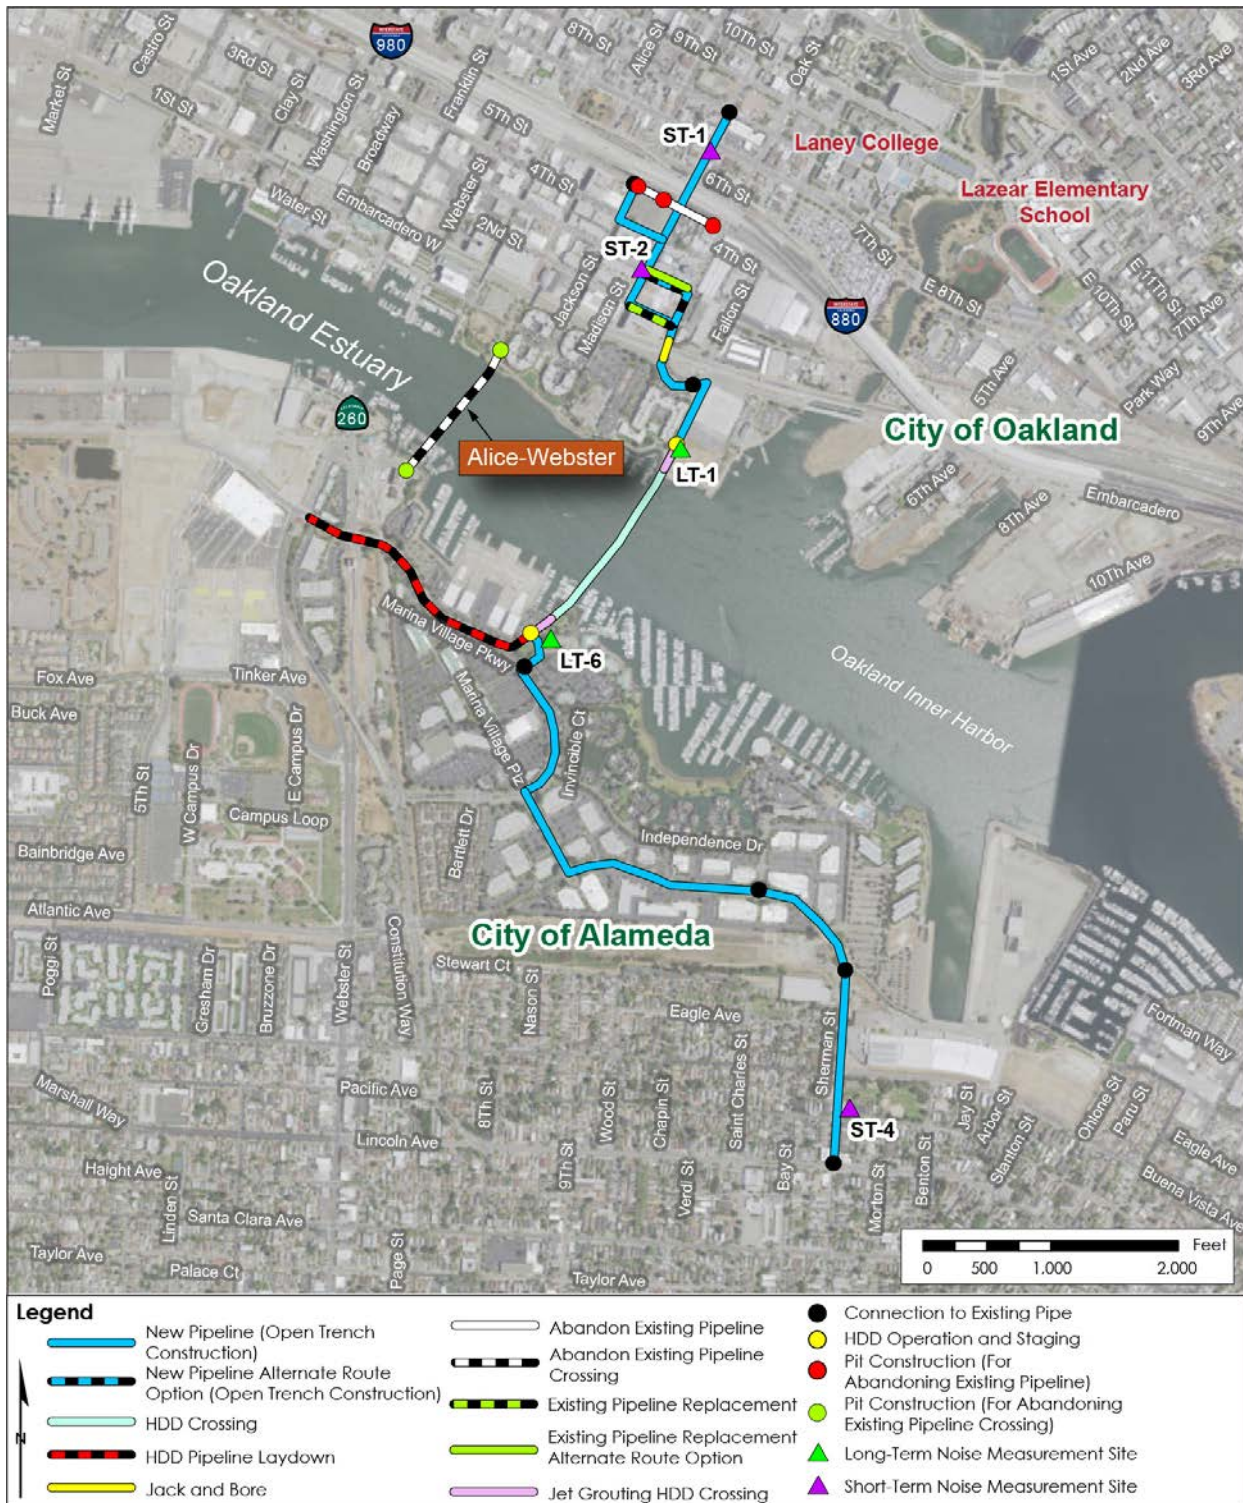 INTERSTATE
980
8Th St
Alice St
9Th St
10Th St
Oak St
1St Ave
2Nd Ave
3Rd Ave
Castro St
Market St
3Rd St
Clay St
1St St
Washington St
Broadway
Franklin St
5Th St
4Th St
Webster St
Embarcadero W
Water St
2Nd St
ST-1
6Th St
Laney College
Lazear Elementary
School
ST-2
4Th St
7Th St
E 8Th St
E 10Th St
E 11Th St
7Th Ave
Jackson St
Madison St
Fallon St
INTERSTATE
880
Oakland Estuary
5Th Ave
Park Way
9Th Ave
260
Alice-Webster
City of Oakland
LT-1
6Th Ave
8Th Ave
Embarcadero
10Th Ave
Marina Village Pkwy
LT-6
Oakland Inner Harbor
Fox Ave
Tinker Ave
Buck Ave
Marina Village Plz
Invincible Ct
5Th St
W Campus Dr
E Campus Dr
Campus Loop
Bartlett Dr
Independence Dr
Bainbridge Ave
Atlantic Ave
City of Alameda
Poggi St
Gresham Dr
Bruzzone Dr
Webster St
Constitution Way
Stewart Ct
Nason St
Eagle Ave
Sherman St
Fortman Way
Marshall Way
Pacific Ave
8Th St
Wood St
Chapin St
Saint Charles St
Jay St
Arbor St
Stanton St
Ohlone St
Paru St
ST-4
Lincoln Ave
Haight Ave
9Th St
Verdi St
Bay St
Morton St
Benton St
Eagle Ave
Buena Vista Ave
Linden St
Santa Clara Ave
Taylor Ave
Palace Ct
Page St
Taylor Ave
Feet
0 500 1,000 2,000
Legend
N
New Pipeline (Open Trench
Construction)
New Pipeline Alternate Route
Option (Open Trench Construction)
HDD Crossing
HDD Pipeline Laydown
Jack and Bore
Abandon Existing Pipeline
Abandon Existing Pipeline
Crossing
Existing Pipeline Replacement
Existing Pipeline Replacement
Alternate Route Option
Jet Grouting HDD Crossing
Connection to Existing Pipe
HDD Operation and Staging
Pit Construction (For
Abandoning Existing Pipeline)
Pit Construction (For Abandoning
Existing Pipeline Crossing)
Long-Term Noise Measurement Site
Short-Term Noise Measurement Site